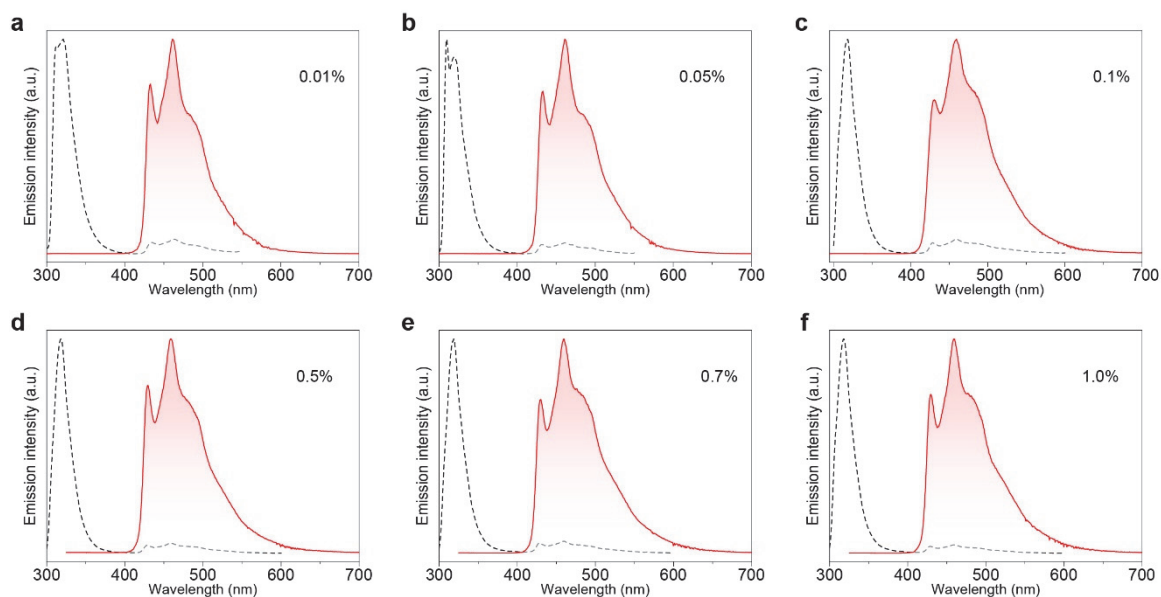 a
Emission intensity (a.u.)
0.01%
300 400 500 600 700
Wavelength (nm)
b
Emission intensity (a.u.)
0.05%
300 400 500 600 700
Wavelength (nm)
c
Emission intensity (a.u.)
0.1%
300 400 500 600 700
Wavelength (nm)
d
Emission intensity (a.u.)
0.5%
300 400 500 600 700
Wavelength (nm)
e
Emission intensity (a.u.)
0.7%
300 400 500 600 700
Wavelength (nm)
f
Emission intensity (a.u.)
1.0%
300 400 500 600 700
Wavelength (nm)